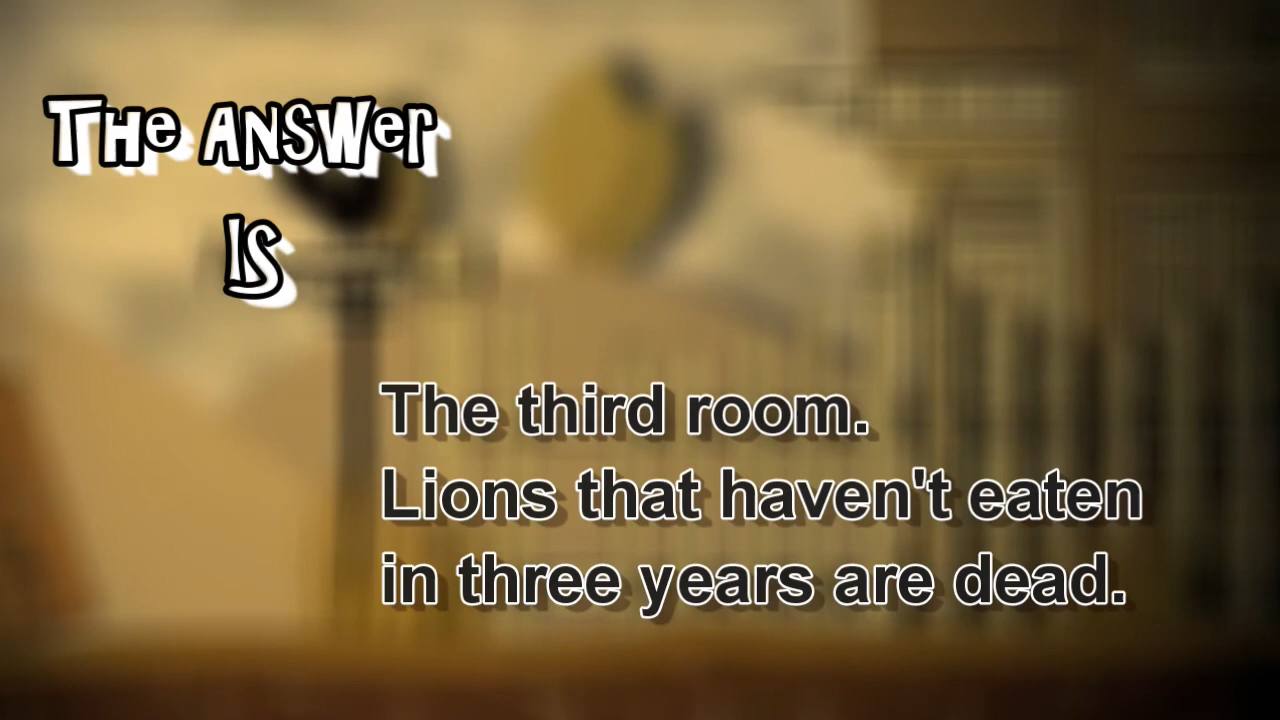 The Answer
Is
The third room.
Lions that haven't eaten
in three years are dead.